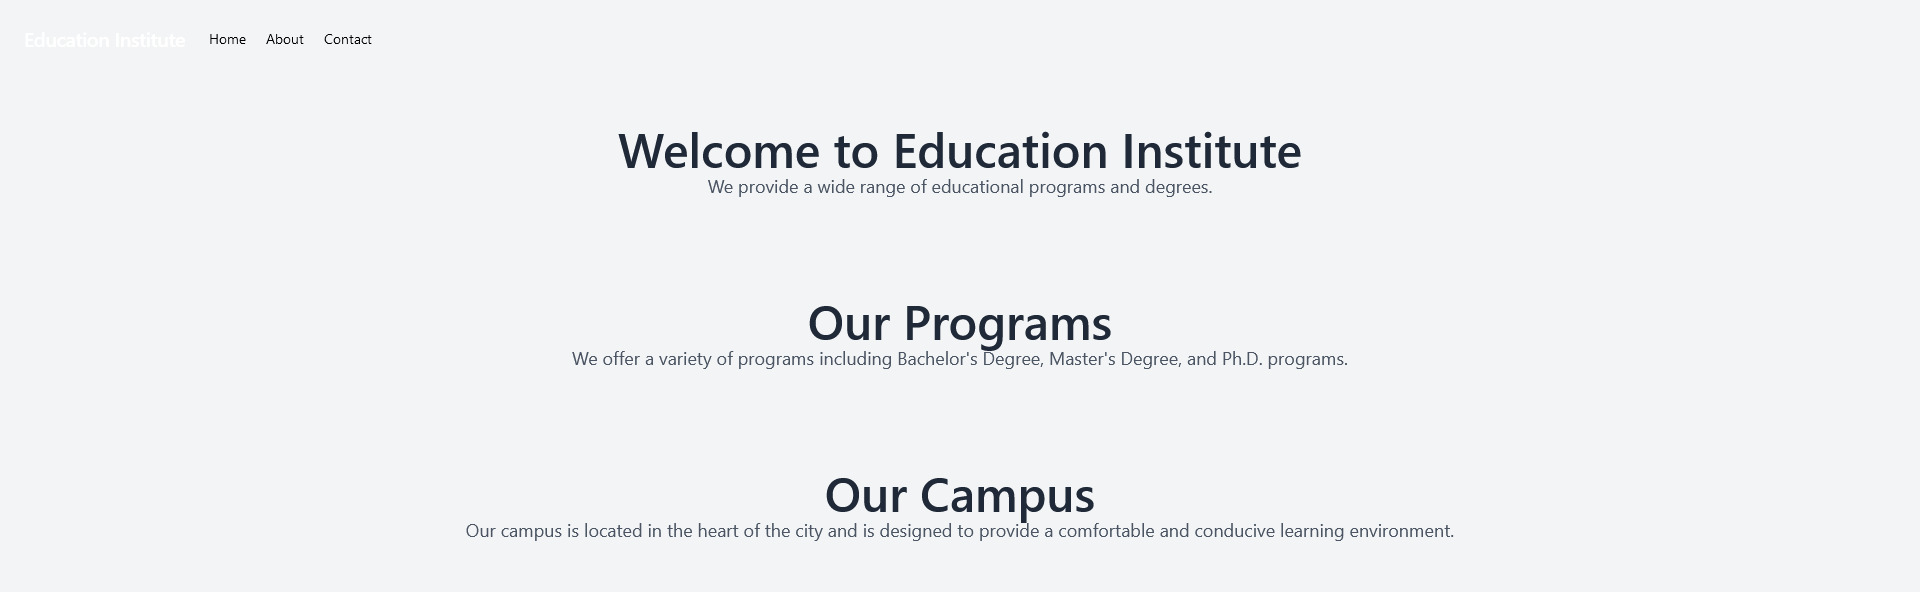 Education Institute Home About Contact
Welcome to Education Institute
We provide a wide range of educational programs and degrees.
Our Programs
We offer a variety of programs including Bachelor's Degree, Master's Degree, and Ph.D. programs.
Our Campus
Our campus is located in the heart of the city and is designed to provide a comfortable and conducive learning environment.